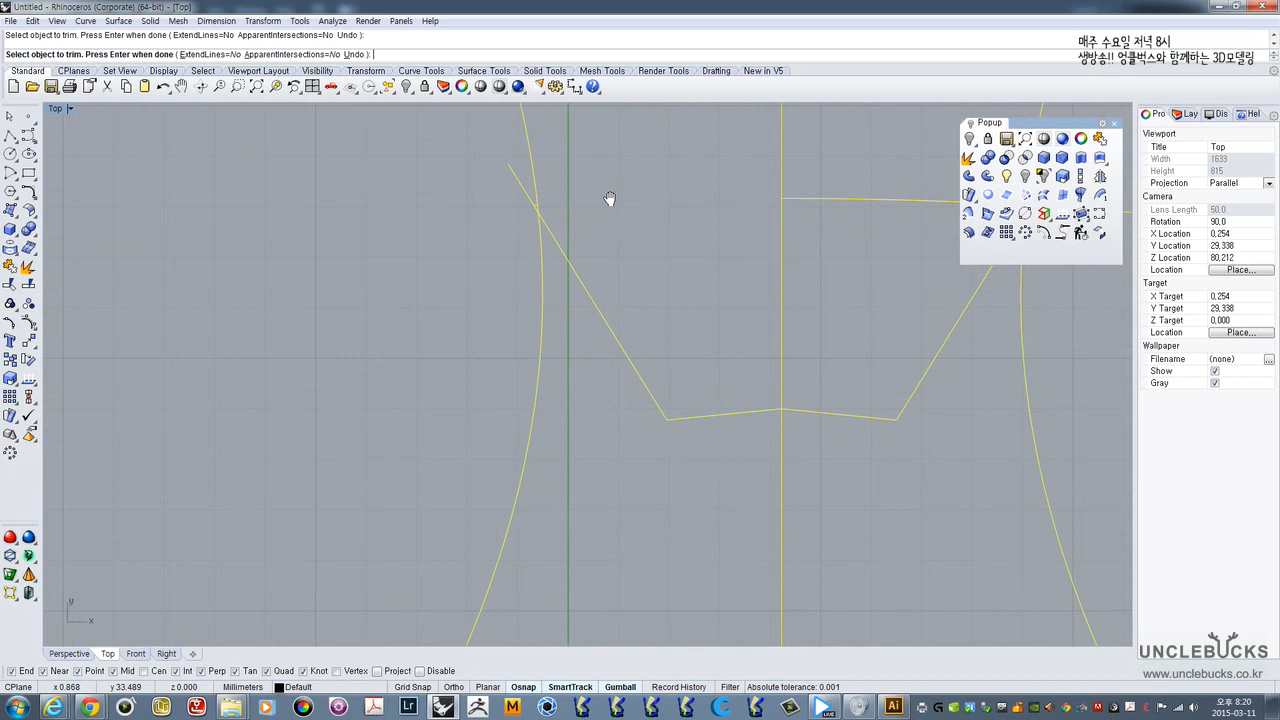 Untitled - Rhinoceros (Corporate) (64-bit) - [Top]
File Edit View Curve Surface Solid Mesh Dimension Transform Tools Analyze Render Panels Help
Select object to trim. Press Enter when done ( ExtendLines=No ApparentIntersections=No Undo ):
Select object to trim. Press Enter when done ( ExtendLines=No ApparentIntersections=No Undo ):
매주 수요일 저녁 8시
생방송!! 엉클벅스와 함께하는 3D모델링
Standard CPlanes Set View Display Select Viewport Layout Visibility Transform Curve Tools Surface Tools Solid Tools Mesh Tools Render Tools Drafting New In V5
Top
Popup
Pro Lay Dis Hel
Viewport
Title Top
Width 1633
Height 815
Projection Parallel
Camera
Lens Length 50,0
Rotation 90,0
X Location 0,254
Y Location 29,338
Z Location 80,212
Location Place...
Target
X Target 0,254
Y Target 29,338
Z Target 0,000
Location Place...
Wallpaper
Filename (none) ...
Show
Gray
y
x
Perspective Top Front Right
End Near Point Mid Cen Int Perp Tan Quad Knot Vertex Project Disable
CPlane x 0.868 y 33.489 z 0.000 Millimeters Default Grid Snap Ortho Planar Osnap SmartTrack Gumball Record History Filter Absolute tolerance: 0.001
UNCLEBUCKS
www.unclebucks.co.kr
Lr M LIVE Ai
오후 8:20
2015-03-11